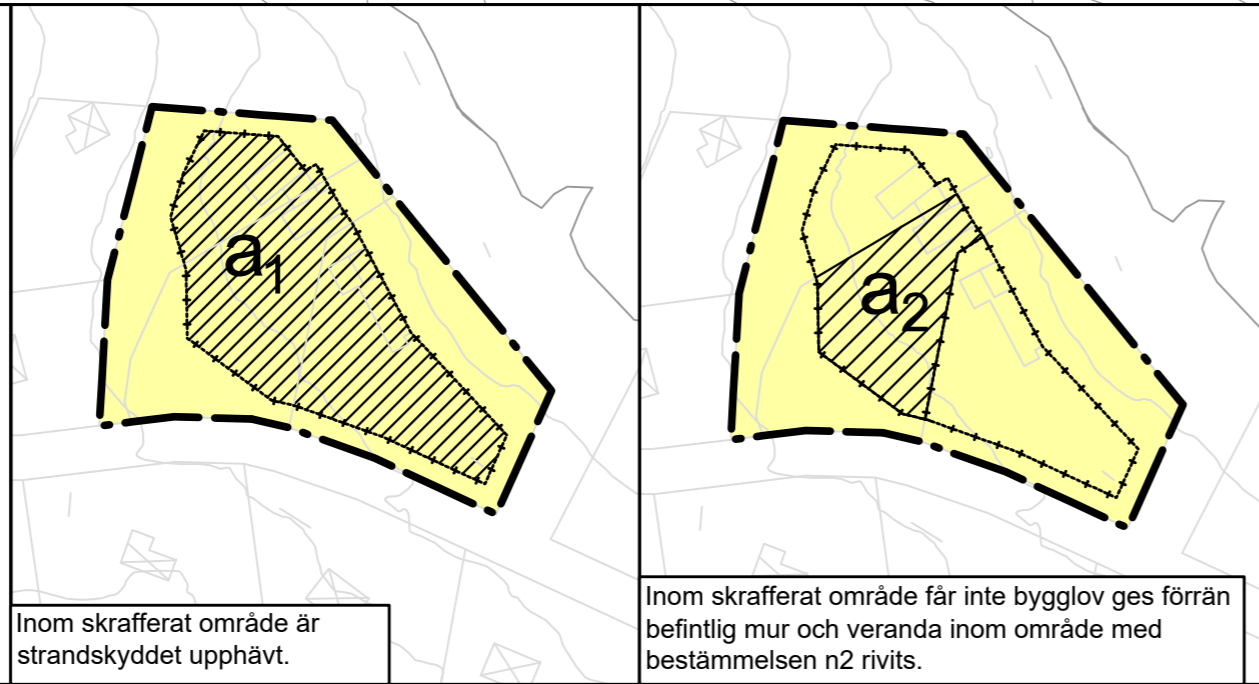 a₁
Inom skrafferat område är
strandskyddet upphävt.
a₂
Inom skrafferat område får inte bygglov ges förrän
befintlig mur och veranda inom område med
bestämmelsen n2 rivits.